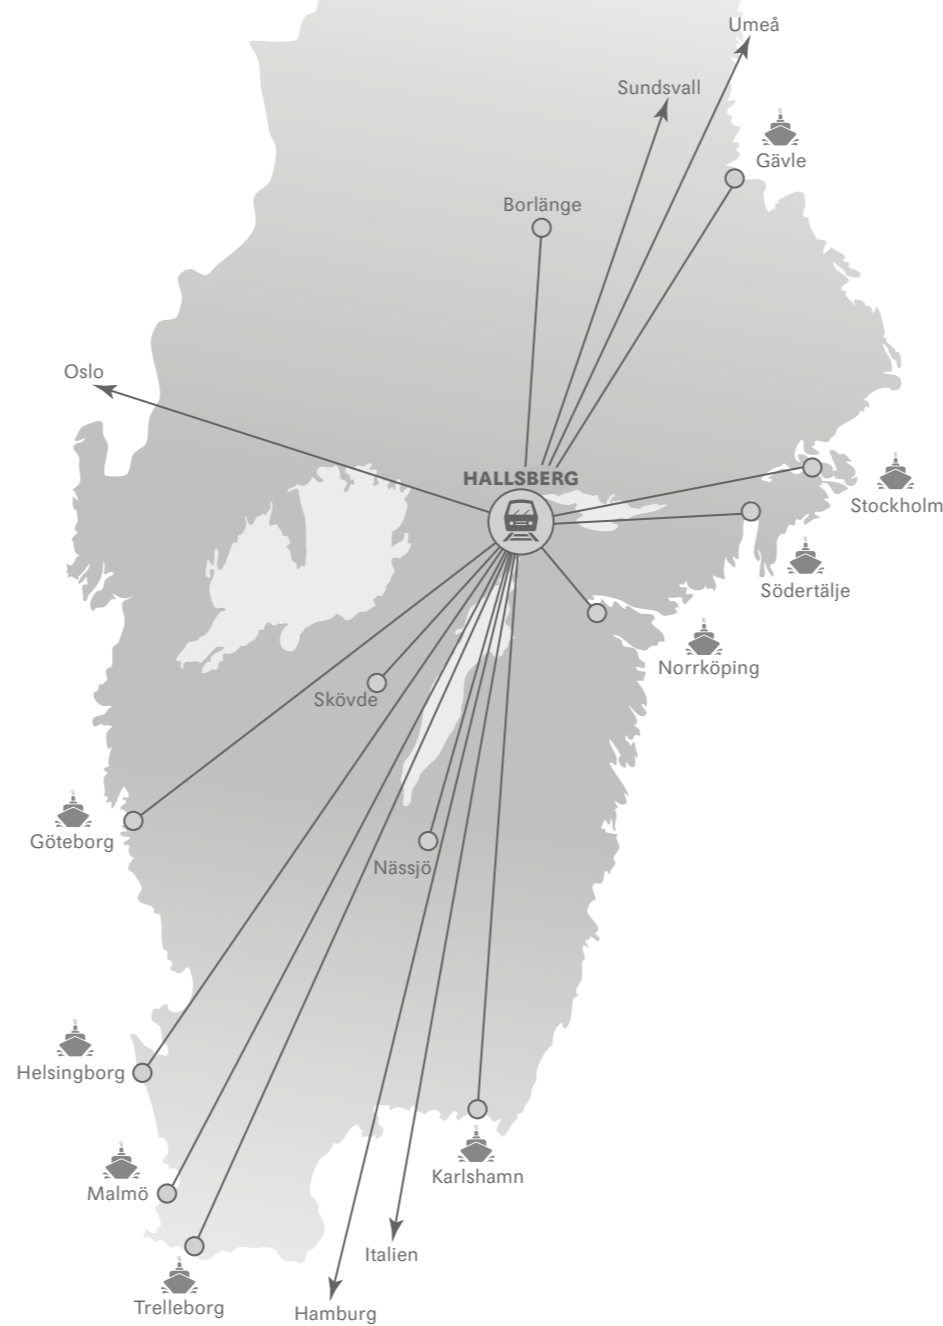 Umeå
Sundsvall
Gävle
Borlänge
Oslo
HALLSBERG
Stockholm
Södertälje
Norrköping
Skövde
Göteborg
Nässjö
Helsingborg
Karlshamn
Malmö
Italien
Trelleborg
Hamburg